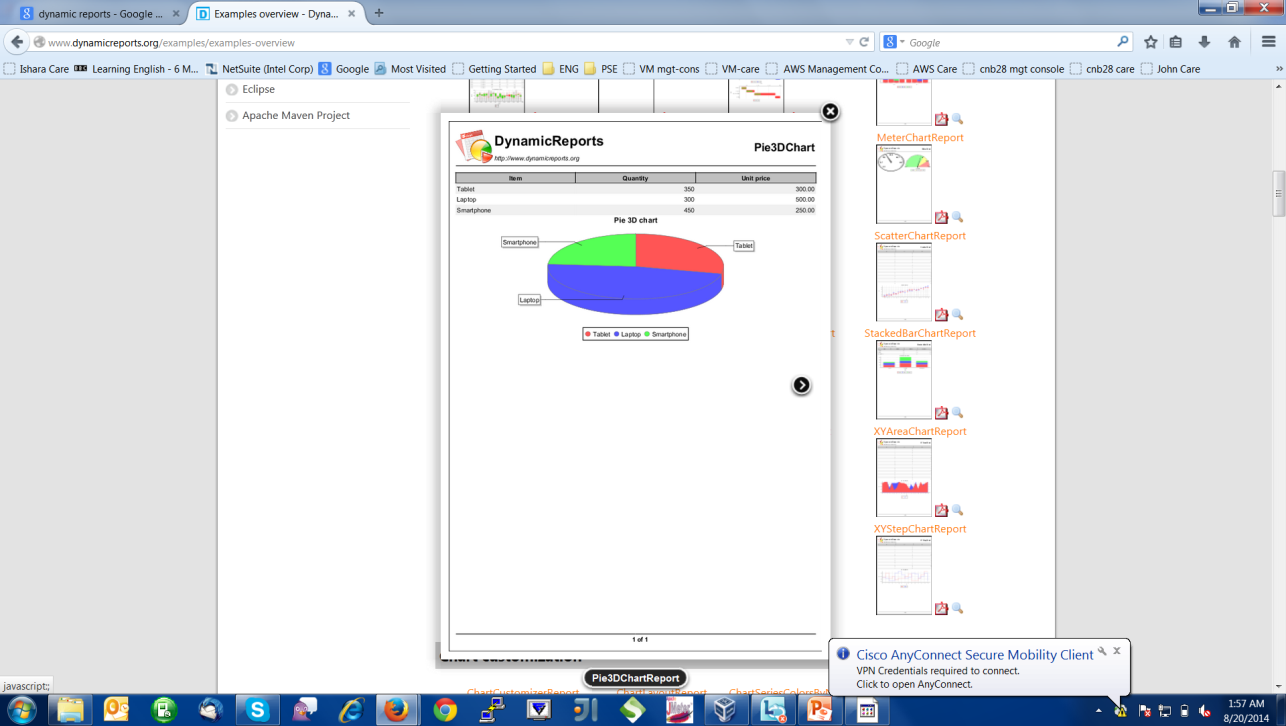 dynamic reports - Google ...
Examples overview - Dyna...
www.dynamicreports.org/examples/examples-overview
Google
Ishara Care
Learning English - 6 M...
NetSuite (Intel Corp)
Google
Most Visited
Getting Started
ENG
PSE
VM mgt-cons
VM-care
AWS Management Co...
AWS Care
cnb28 mgt console
cnb28 care
John Care
Eclipse
Apache Maven Project
DynamicReports
http://www.dynamicreports.org
Pie3DChart
Item Quantity Unit price
Tablet 350 300.00
Laptop 300 500.00
Smartphone 450 250.00
Pie 3D chart
Smartphone
Tablet
Laptop
Tablet Laptop Smartphone
1 of 1
MeterChartReport
ScatterChartReport
StackedBarChartReport
XYAreaChartReport
XYStepChartReport
Chart customization
Pie3DChartReport
ChartCustomizerReport
ChartLayoutReport
javascript:;
Cisco AnyConnect Secure Mobility Client
VPN Credentials required to connect.
Click to open AnyConnect.
1:57 AM
8/20/2014